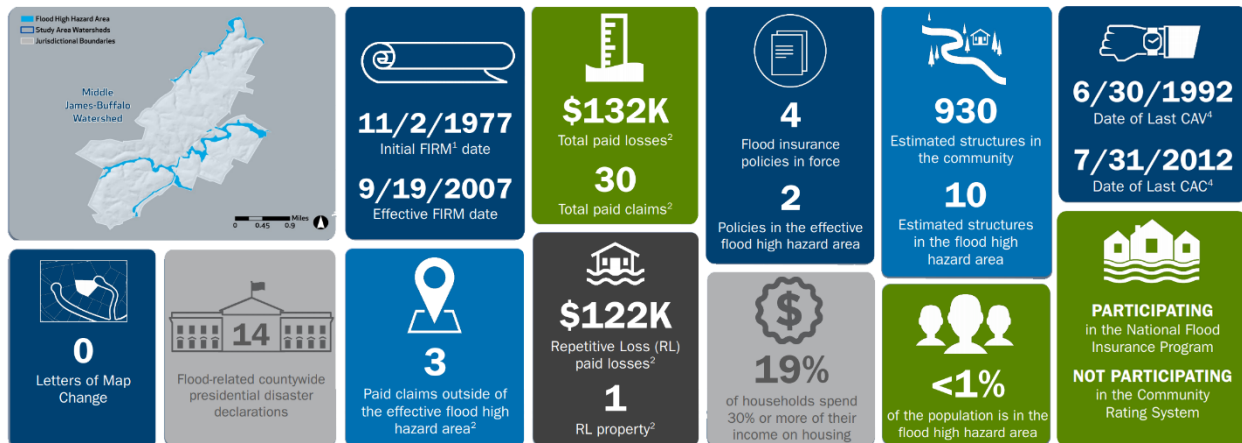 Flood High Hazard Area
Study Area Watersheds
Jurisdictional Boundaries
Middle
James-Buffalo
Watershed
Miles
0 0.45 0.9
11/2/1977
Initial FIRM¹ date
9/19/2007
Effective FIRM date
$132K
Total paid losses²
30
Total paid claims²
4
Flood insurance
policies in force
2
Policies in the effective
flood high hazard area
930
Estimated structures in
the community
10
Estimated structures
in the flood high
hazard area
6/30/1992
Date of Last CAV⁴
7/31/2012
Date of Last CAC⁴
0
Letters of Map
Change
14
Flood-related countywide
presidential disaster
declarations
3
Paid claims outside of
the effective flood high
hazard area²
$122K
Repetitive Loss (RL)
paid losses²
1
RL property²
$
19%
of households spend
30% or more of their
income on housing
<1%
of the population is in the
flood high hazard area
PARTICIPATING
in the National Flood
Insurance Program
NOT PARTICIPATING
in the Community
Rating System